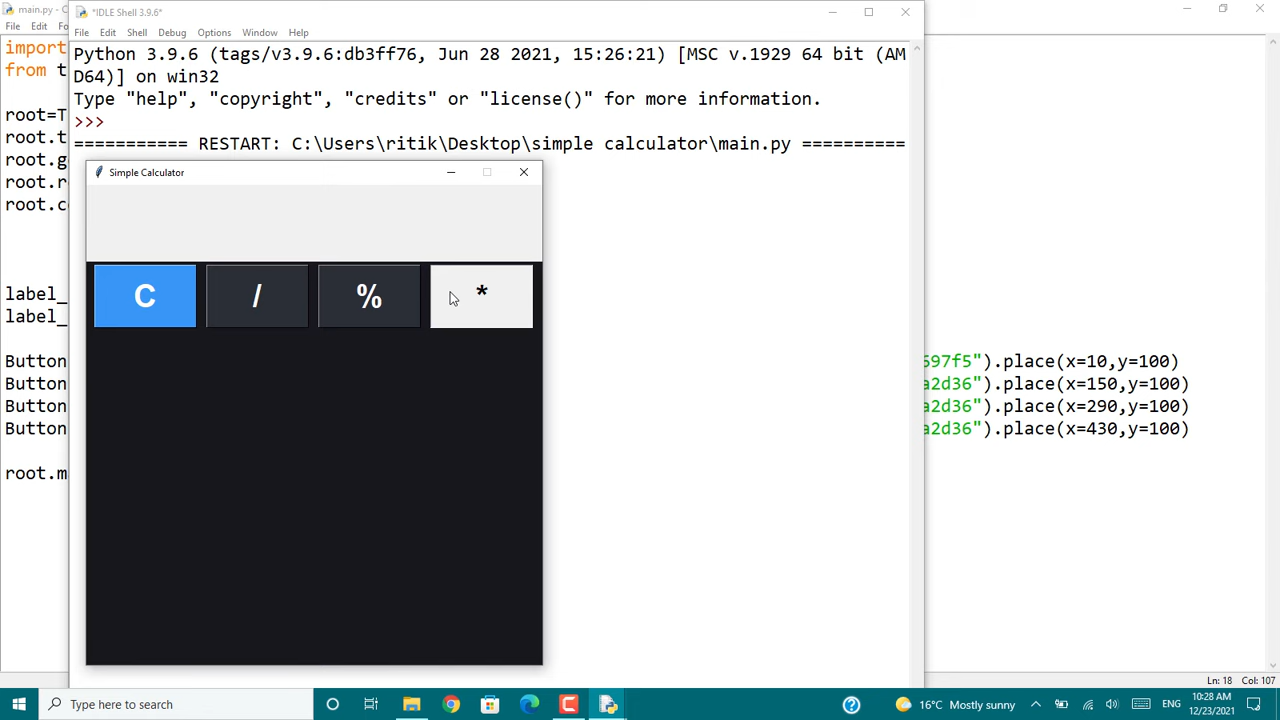 main.py - C
*IDLE Shell 3.9.6*
File Edit Fo
File Edit Shell Debug Options Window Help
import
from t
root=T
root.t
root.g
root.r
root.c
label_
label_
Button 697f5").place(x=10,y=100)
Button a2d36").place(x=150,y=100)
Button a2d36").place(x=290,y=100)
Button a2d36").place(x=430,y=100)
root.m
Python 3.9.6 (tags/v3.9.6:db3ff76, Jun 28 2021, 15:26:21) [MSC v.1929 64 bit (AM
D64)] on win32
Type "help", "copyright", "credits" or "license()" for more information.
>>>
=========== RESTART: C:\Users\ritik\Desktop\simple calculator\main.py ==========
Simple Calculator
C / % *
Ln: 18 Col: 107
Type here to search
16°C Mostly sunny
ENG
10:28 AM
12/23/2021